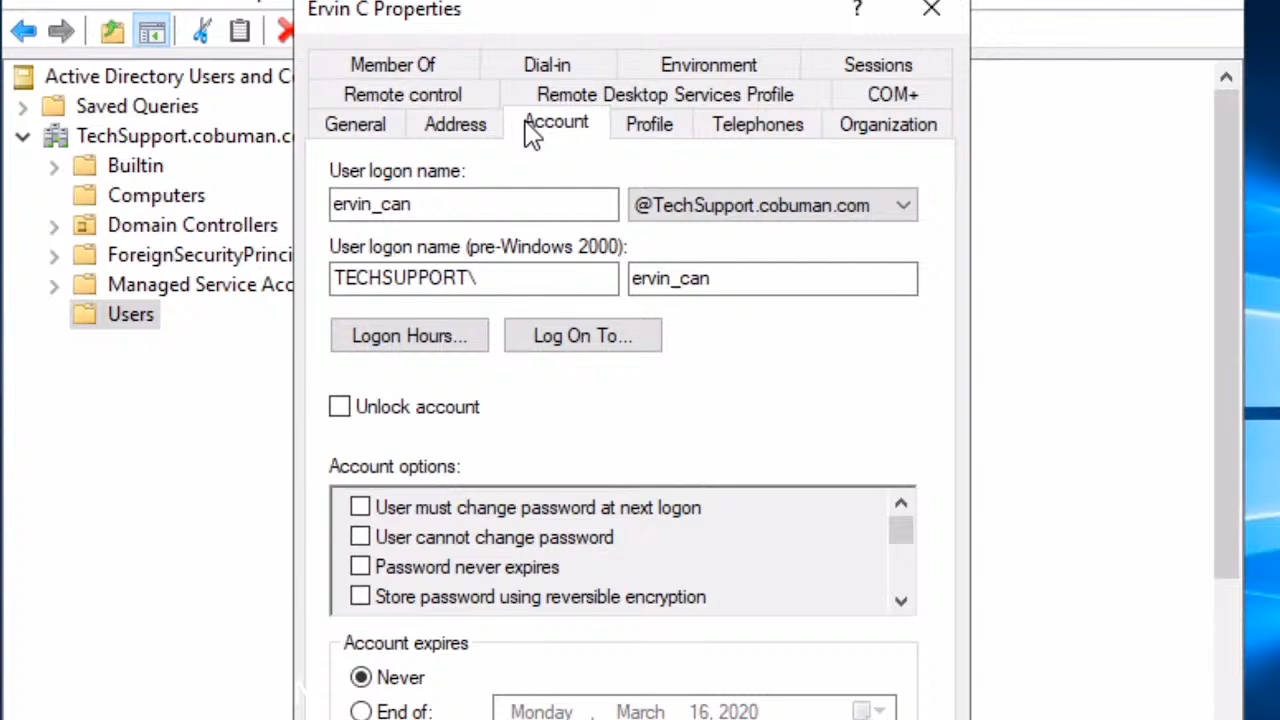 Ervin C Properties
?
Member Of Dial-in Environment Sessions
Remote control Remote Desktop Services Profile COM+
General Address Account Profile Telephones Organization
Active Directory Users and C
Saved Queries
TechSupport.cobuman.c
Builtin
Computers
Domain Controllers
ForeignSecurityPrinci
Managed Service Acc
Users
User logon name:
ervin_can @TechSupport.cobuman.com
User logon name (pre-Windows 2000):
TECHSUPPORT\ ervin_can
Logon Hours... Log On To...
Unlock account
Account options:
User must change password at next logon
User cannot change password
Password never expires
Store password using reversible encryption
Account expires
Never
End of: Monday , March 16, 2020